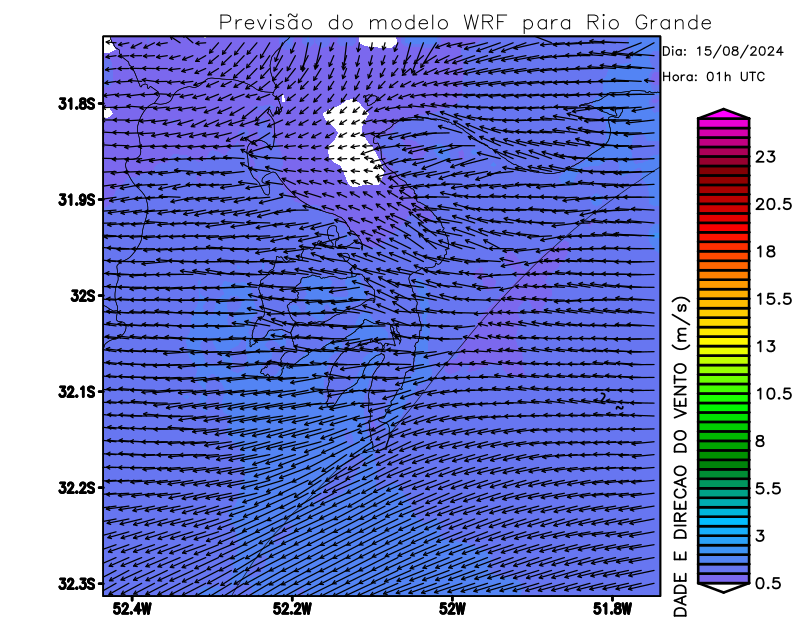 Previsão do modelo WRF para Rio Grande
Dia: 15/08/2024
Hora: 01h UTC
31.8S
31.9S
32S
32.1S
32.2S
32.3S
52.4W
52.2W
52W
51.8W
23
20.5
18
15.5
13
10.5
8
5.5
3
0.5
DADE E DIRECAO DO VENTO (m/s)